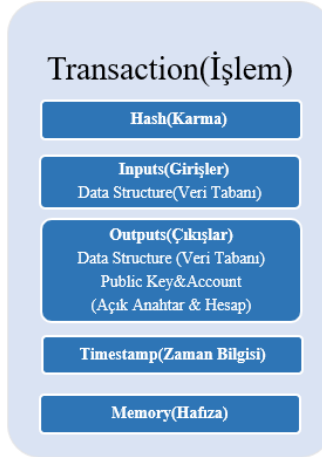 Transaction(İşlem)
Hash(Karma)
Inputs(Girişler)
Data Structure(Veri Tabanı)
Outputs(Çıkışlar)
Data Structure (Veri Tabanı)
Public Key&Account
(Açık Anahtar & Hesap)
Timestamp(Zaman Bilgisi)
Memory(Hafıza)